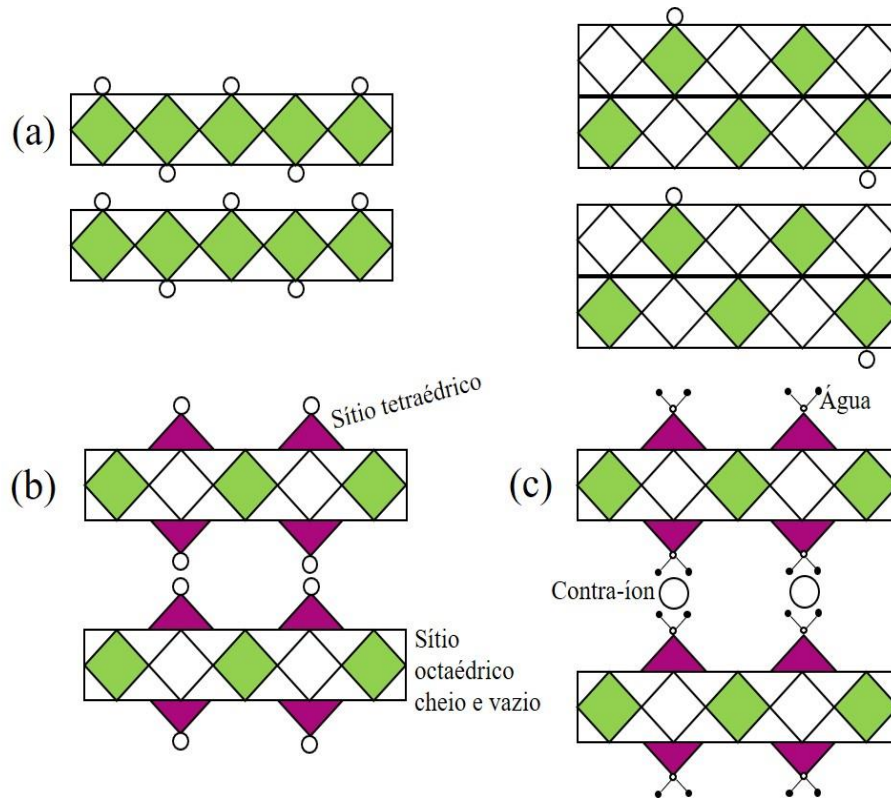 (a)
Sítio tetraédrico
Água
(b)
(c)
Contra-íon
Sítio
octaédrico
cheio e vazio